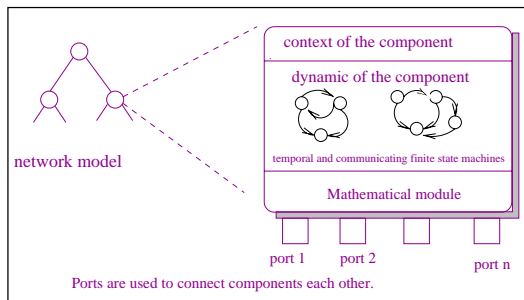 context of the component
dynamic of the component
temporal and communicating finite state machines
network model
Mathematical module
port 1
port 2
port n
Ports are used to connect components each other.